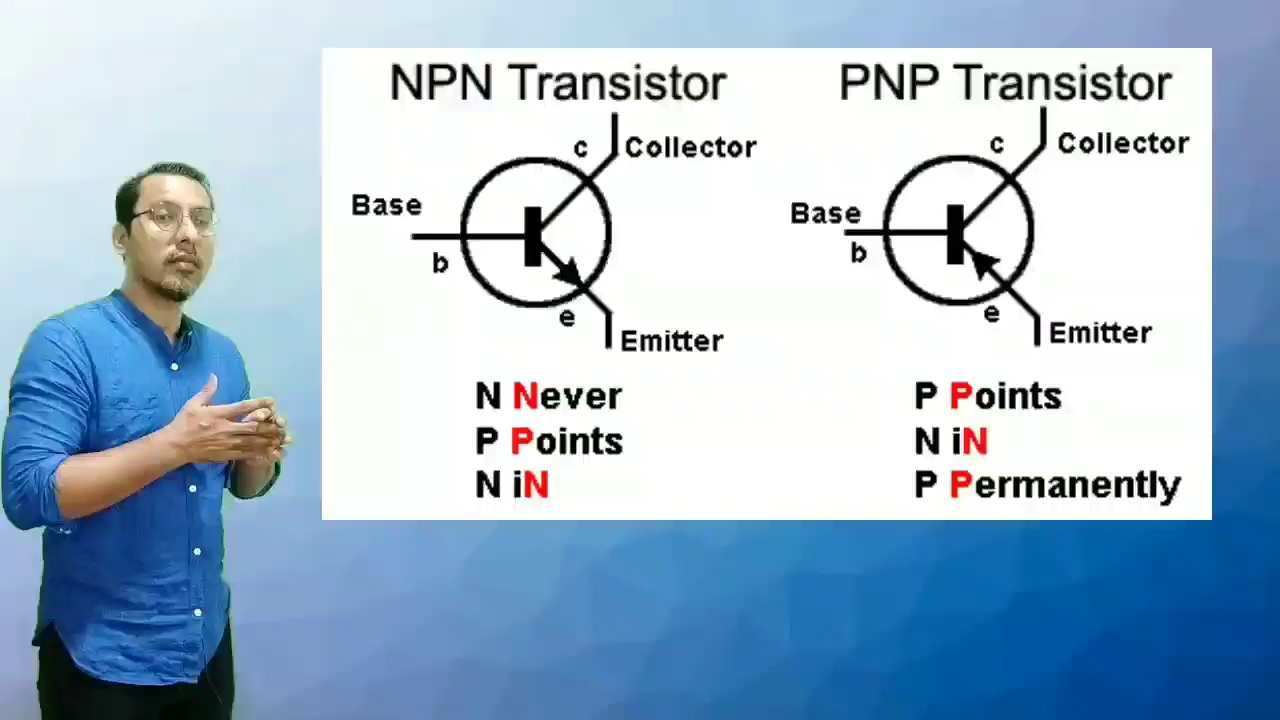 NPN Transistor
c
Collector
Base
b
e
Emitter
N Never
P Points
N iN
PNP Transistor
c
Collector
Base
b
e
Emitter
P Points
N iN
P Permanently